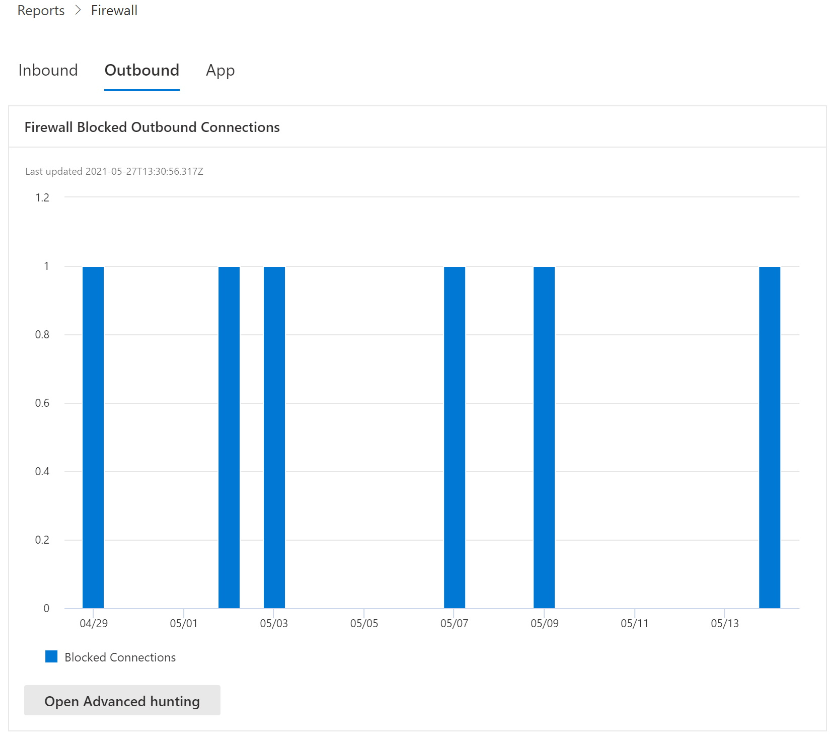 Reports > Firewall
Inbound Outbound App
Firewall Blocked Outbound Connections
Last updated 2021-05-27T13:30:56.317Z
1.2
1
0.8
0.6
0.4
0.2
0
04/29 05/01 05/03 05/05 05/07 05/09 05/11 05/13
Blocked Connections
Open Advanced hunting